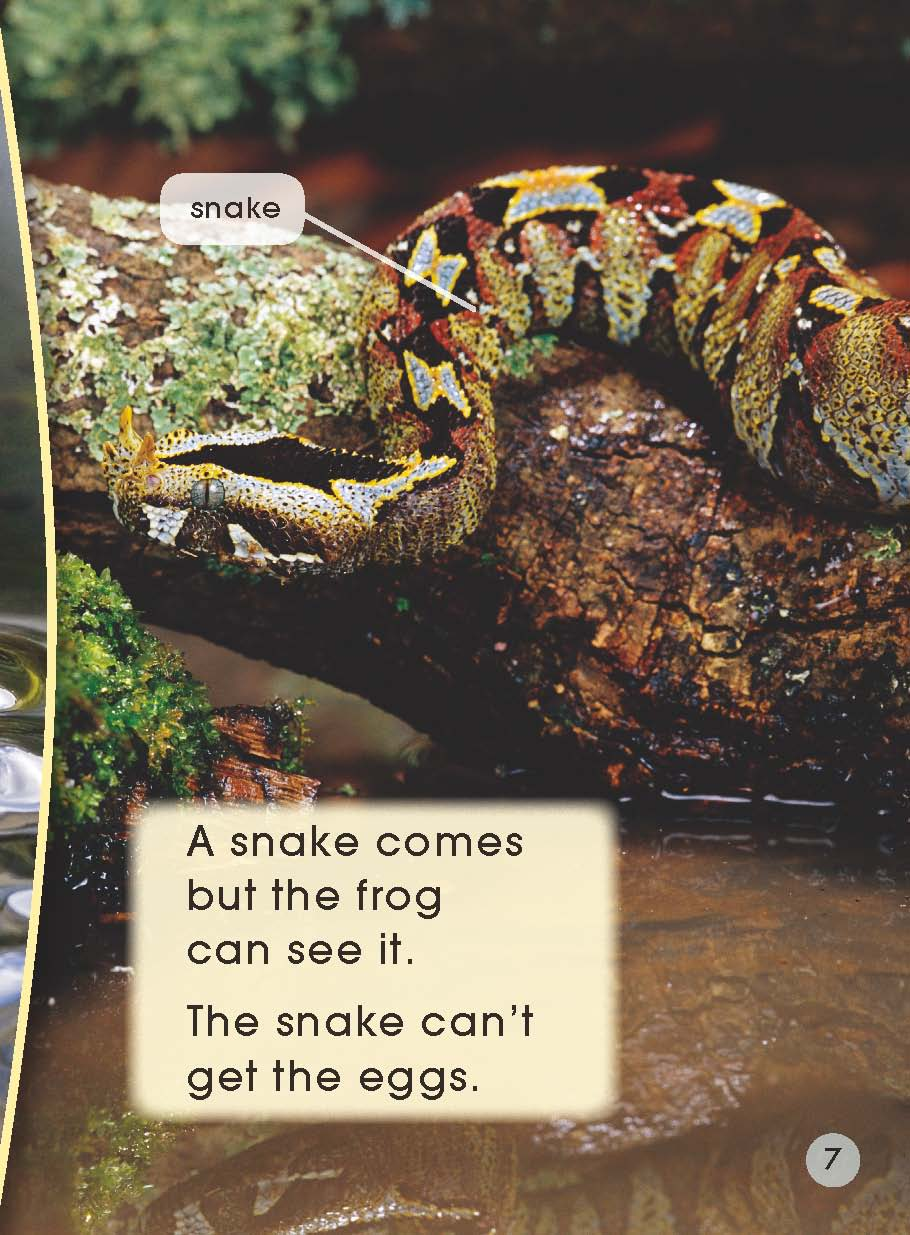 snake
A snake comes
but the frog
can see it.
The snake can't
get the eggs.
7